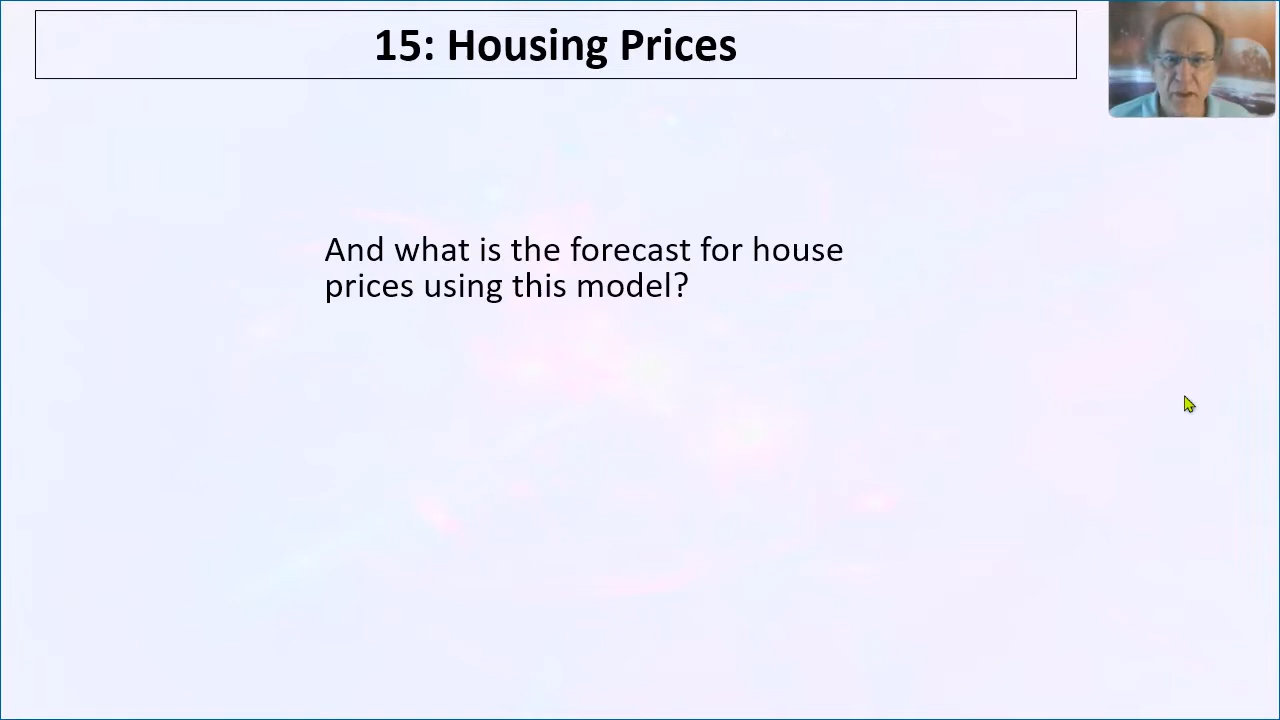 15: Housing Prices
And what is the forecast for house
prices using this model?